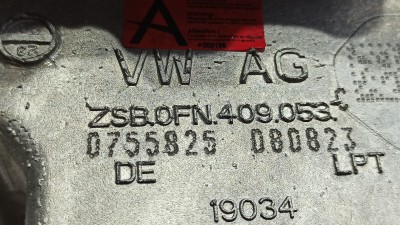 A
VW AG
ZSB.0FN.409.053.C
0755825 080823
DE LPT
19034